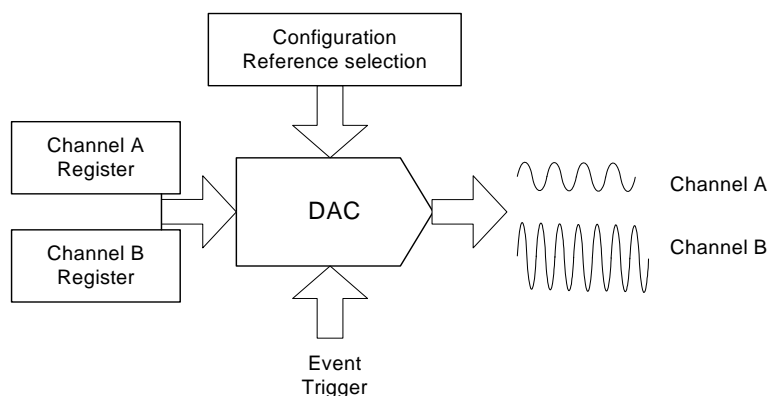 Configuration
Reference selection
Channel A
Register
Channel B
Register
DAC
Channel A
Channel B
Event
Trigger